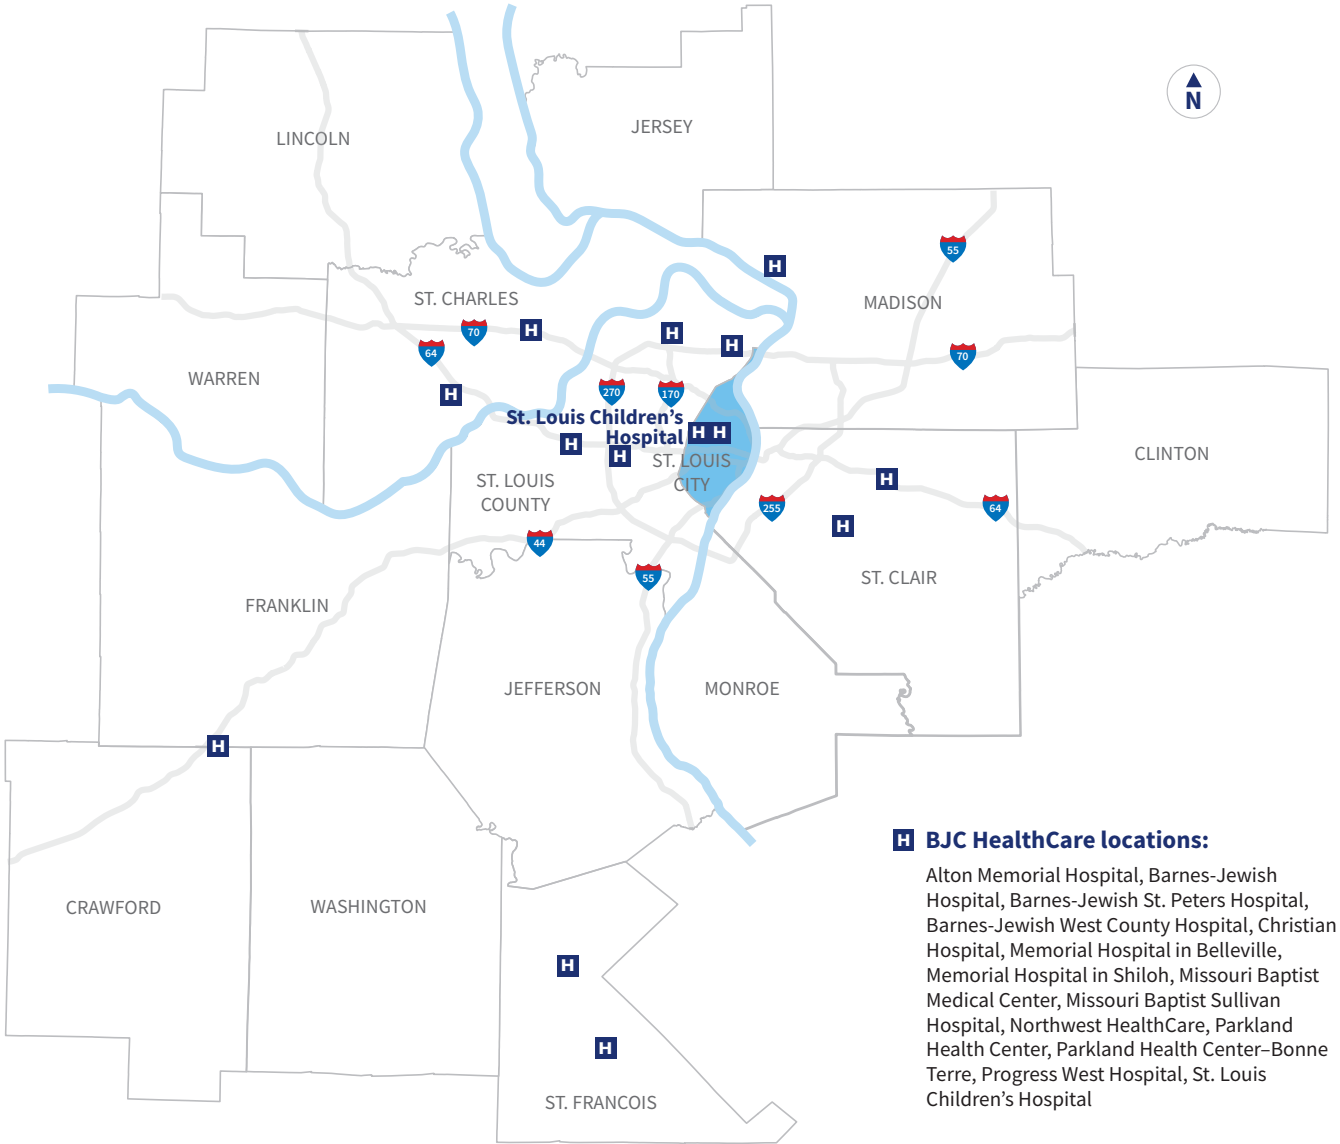 N
LINCOLN
JERSEY
55
H
ST. CHARLES
MADISON
70
H
H
H
64
70
WARREN
H
270
170
St. Louis Children’s
Hospital
H H
H
H
ST. LOUIS
CITY
CLINTON
ST. LOUIS
COUNTY
H
255
64
H
44
55
ST. CLAIR
FRANKLIN
JEFFERSON
MONROE
H
H BJC HealthCare locations:
Alton Memorial Hospital, Barnes-Jewish
Hospital, Barnes-Jewish St. Peters Hospital,
Barnes-Jewish West County Hospital, Christian
Hospital, Memorial Hospital in Belleville,
Memorial Hospital in Shiloh, Missouri Baptist
Medical Center, Missouri Baptist Sullivan
Hospital, Northwest HealthCare, Parkland
Health Center, Parkland Health Center–Bonne
Terre, Progress West Hospital, St. Louis
Children’s Hospital
CRAWFORD
WASHINGTON
H
H
ST. FRANCOIS